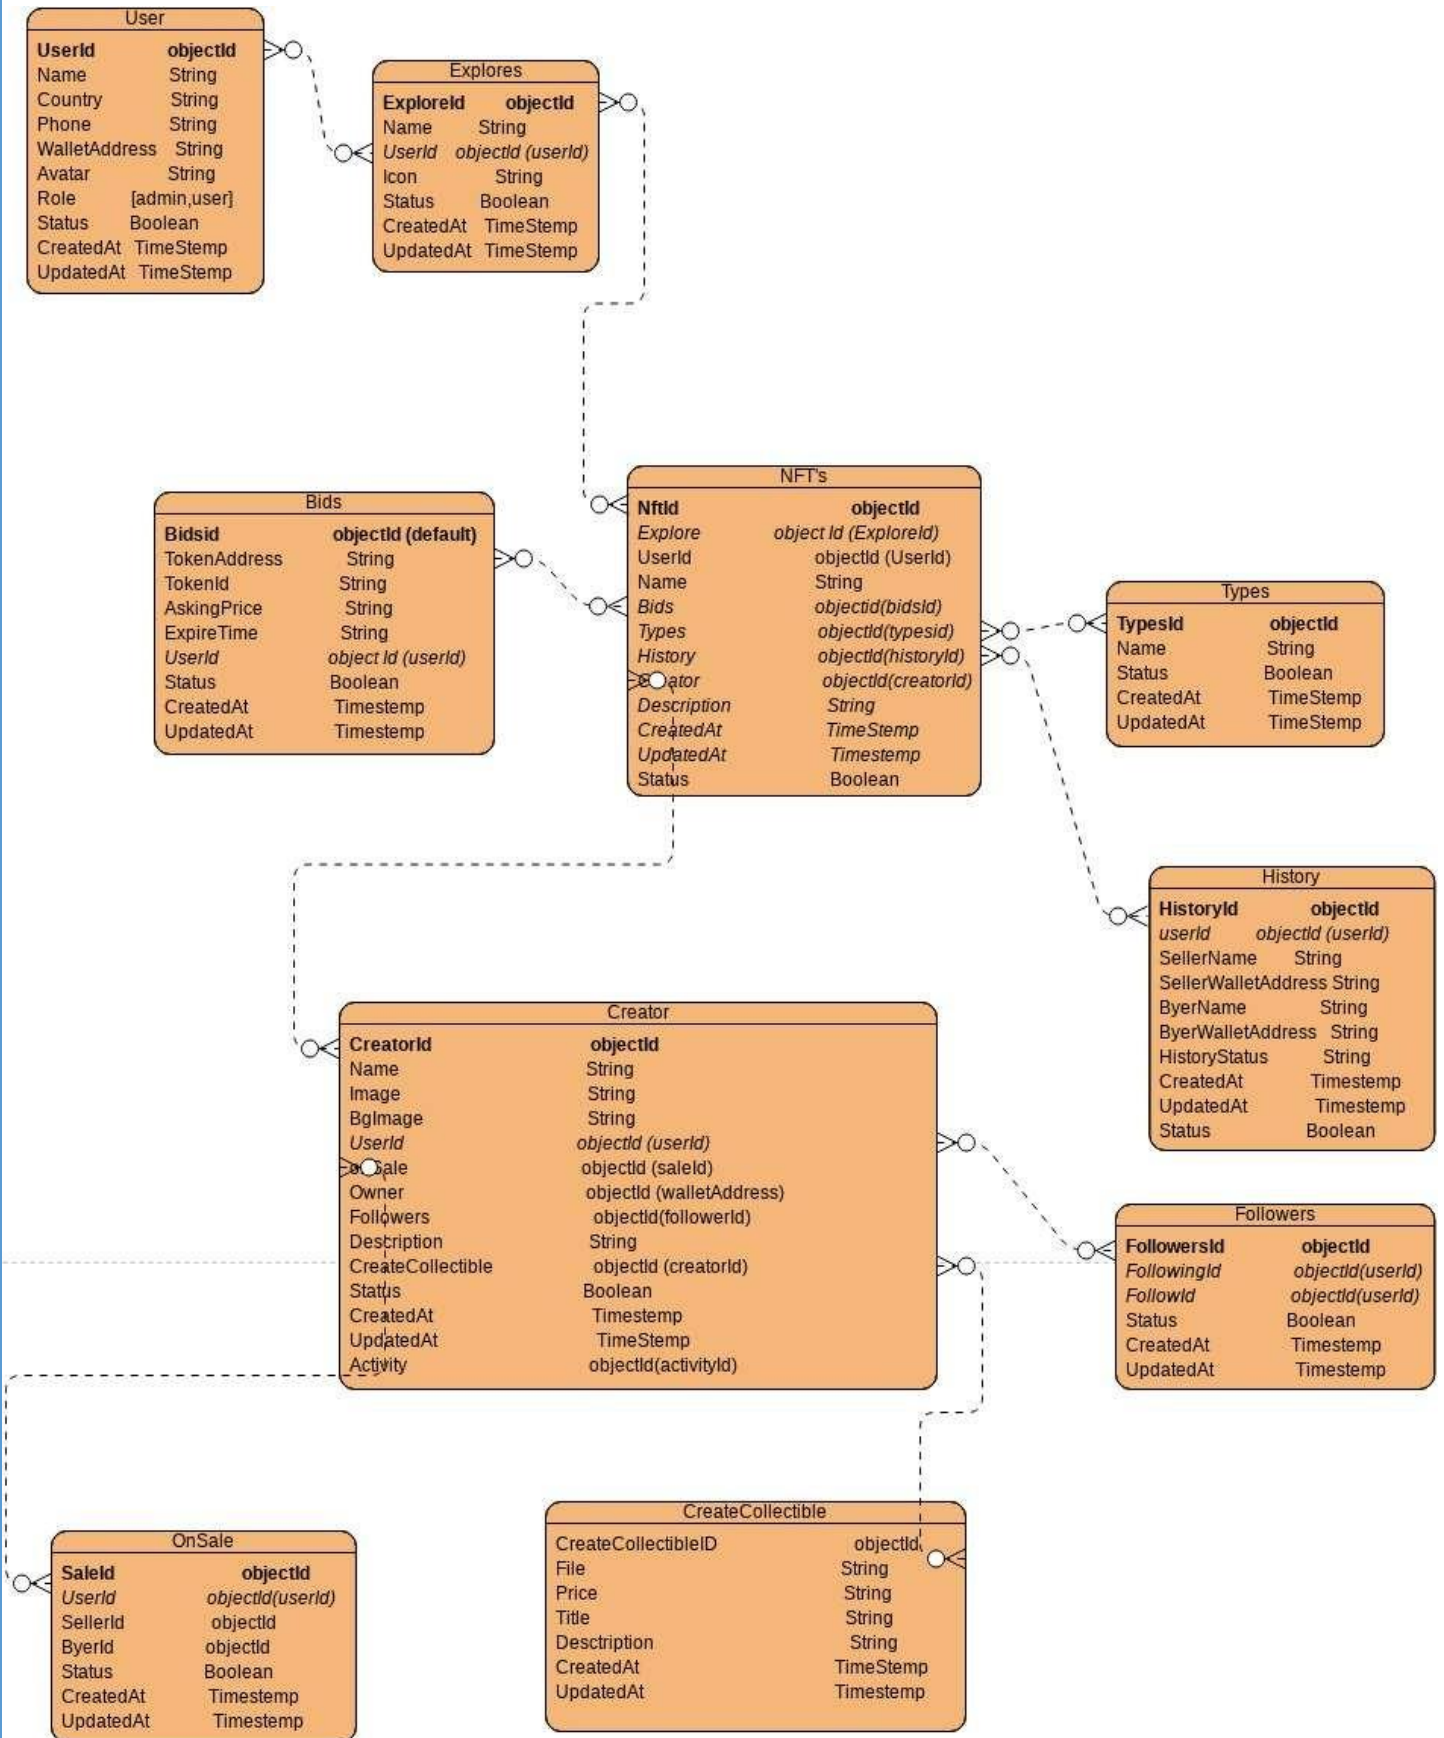 User
UserId objectId
Name String
Country String
Phone String
WalletAddress String
Avatar String
Role [admin,user]
Status Boolean
CreatedAt TimeStemp
UpdatedAt TimeStemp
Explores
ExploreId objectId
Name String
UserId objectId (userId)
Icon String
Status Boolean
CreatedAt TimeStemp
UpdatedAt TimeStemp
Bids
Bidsid objectId (default)
TokenAddress String
TokenId String
AskingPrice String
ExpireTime String
UserId object Id (userId)
Status Boolean
CreatedAt Timestemp
UpdatedAt Timestemp
NFT's
NftId objectId
Explore object Id (ExploreId)
UserId objectId (UserId)
Name String
Bids objectid(bidsId)
Types objectId(typesid)
History objectId(historyId)
objectId(creatorId)
Description String
CreatedAt TimeStemp
UpdatedAt Timestemp
Status Boolean
Types
TypesId objectId
Name String
Status Boolean
CreatedAt TimeStemp
UpdatedAt TimeStemp
History
HistoryId objectId
userId objectId (userId)
SellerName String
SellerWalletAddress String
ByerName String
ByerWalletAddress String
HistoryStatus String
CreatedAt Timestemp
UpdatedAt Timestemp
Status Boolean
Creator
CreatorId objectId
Name String
Image String
BgImage String
UserId objectId (userId)
objectId (saleId)
Owner objectId (walletAddress)
Followers objectId(followerId)
Description String
CreateCollectible objectId (creatorId)
Status Boolean
CreatedAt Timestemp
UpdatedAt TimeStemp
Activity objectId(activityId)
Followers
FollowersId objectId
FollowingId objectId(userId)
FollowId objectId(userId)
Status Boolean
CreatedAt Timestemp
UpdatedAt Timestemp
OnSale
SaleId objectId
UserId objectId(userId)
SellerId objectId
ByerId objectId
Status Boolean
CreatedAt Timestemp
UpdatedAt Timestemp
CreateCollectible
CreateCollectibleID objectId
File String
Price String
Title String
Desctription String
CreatedAt TimeStemp
UpdatedAt Timestemp